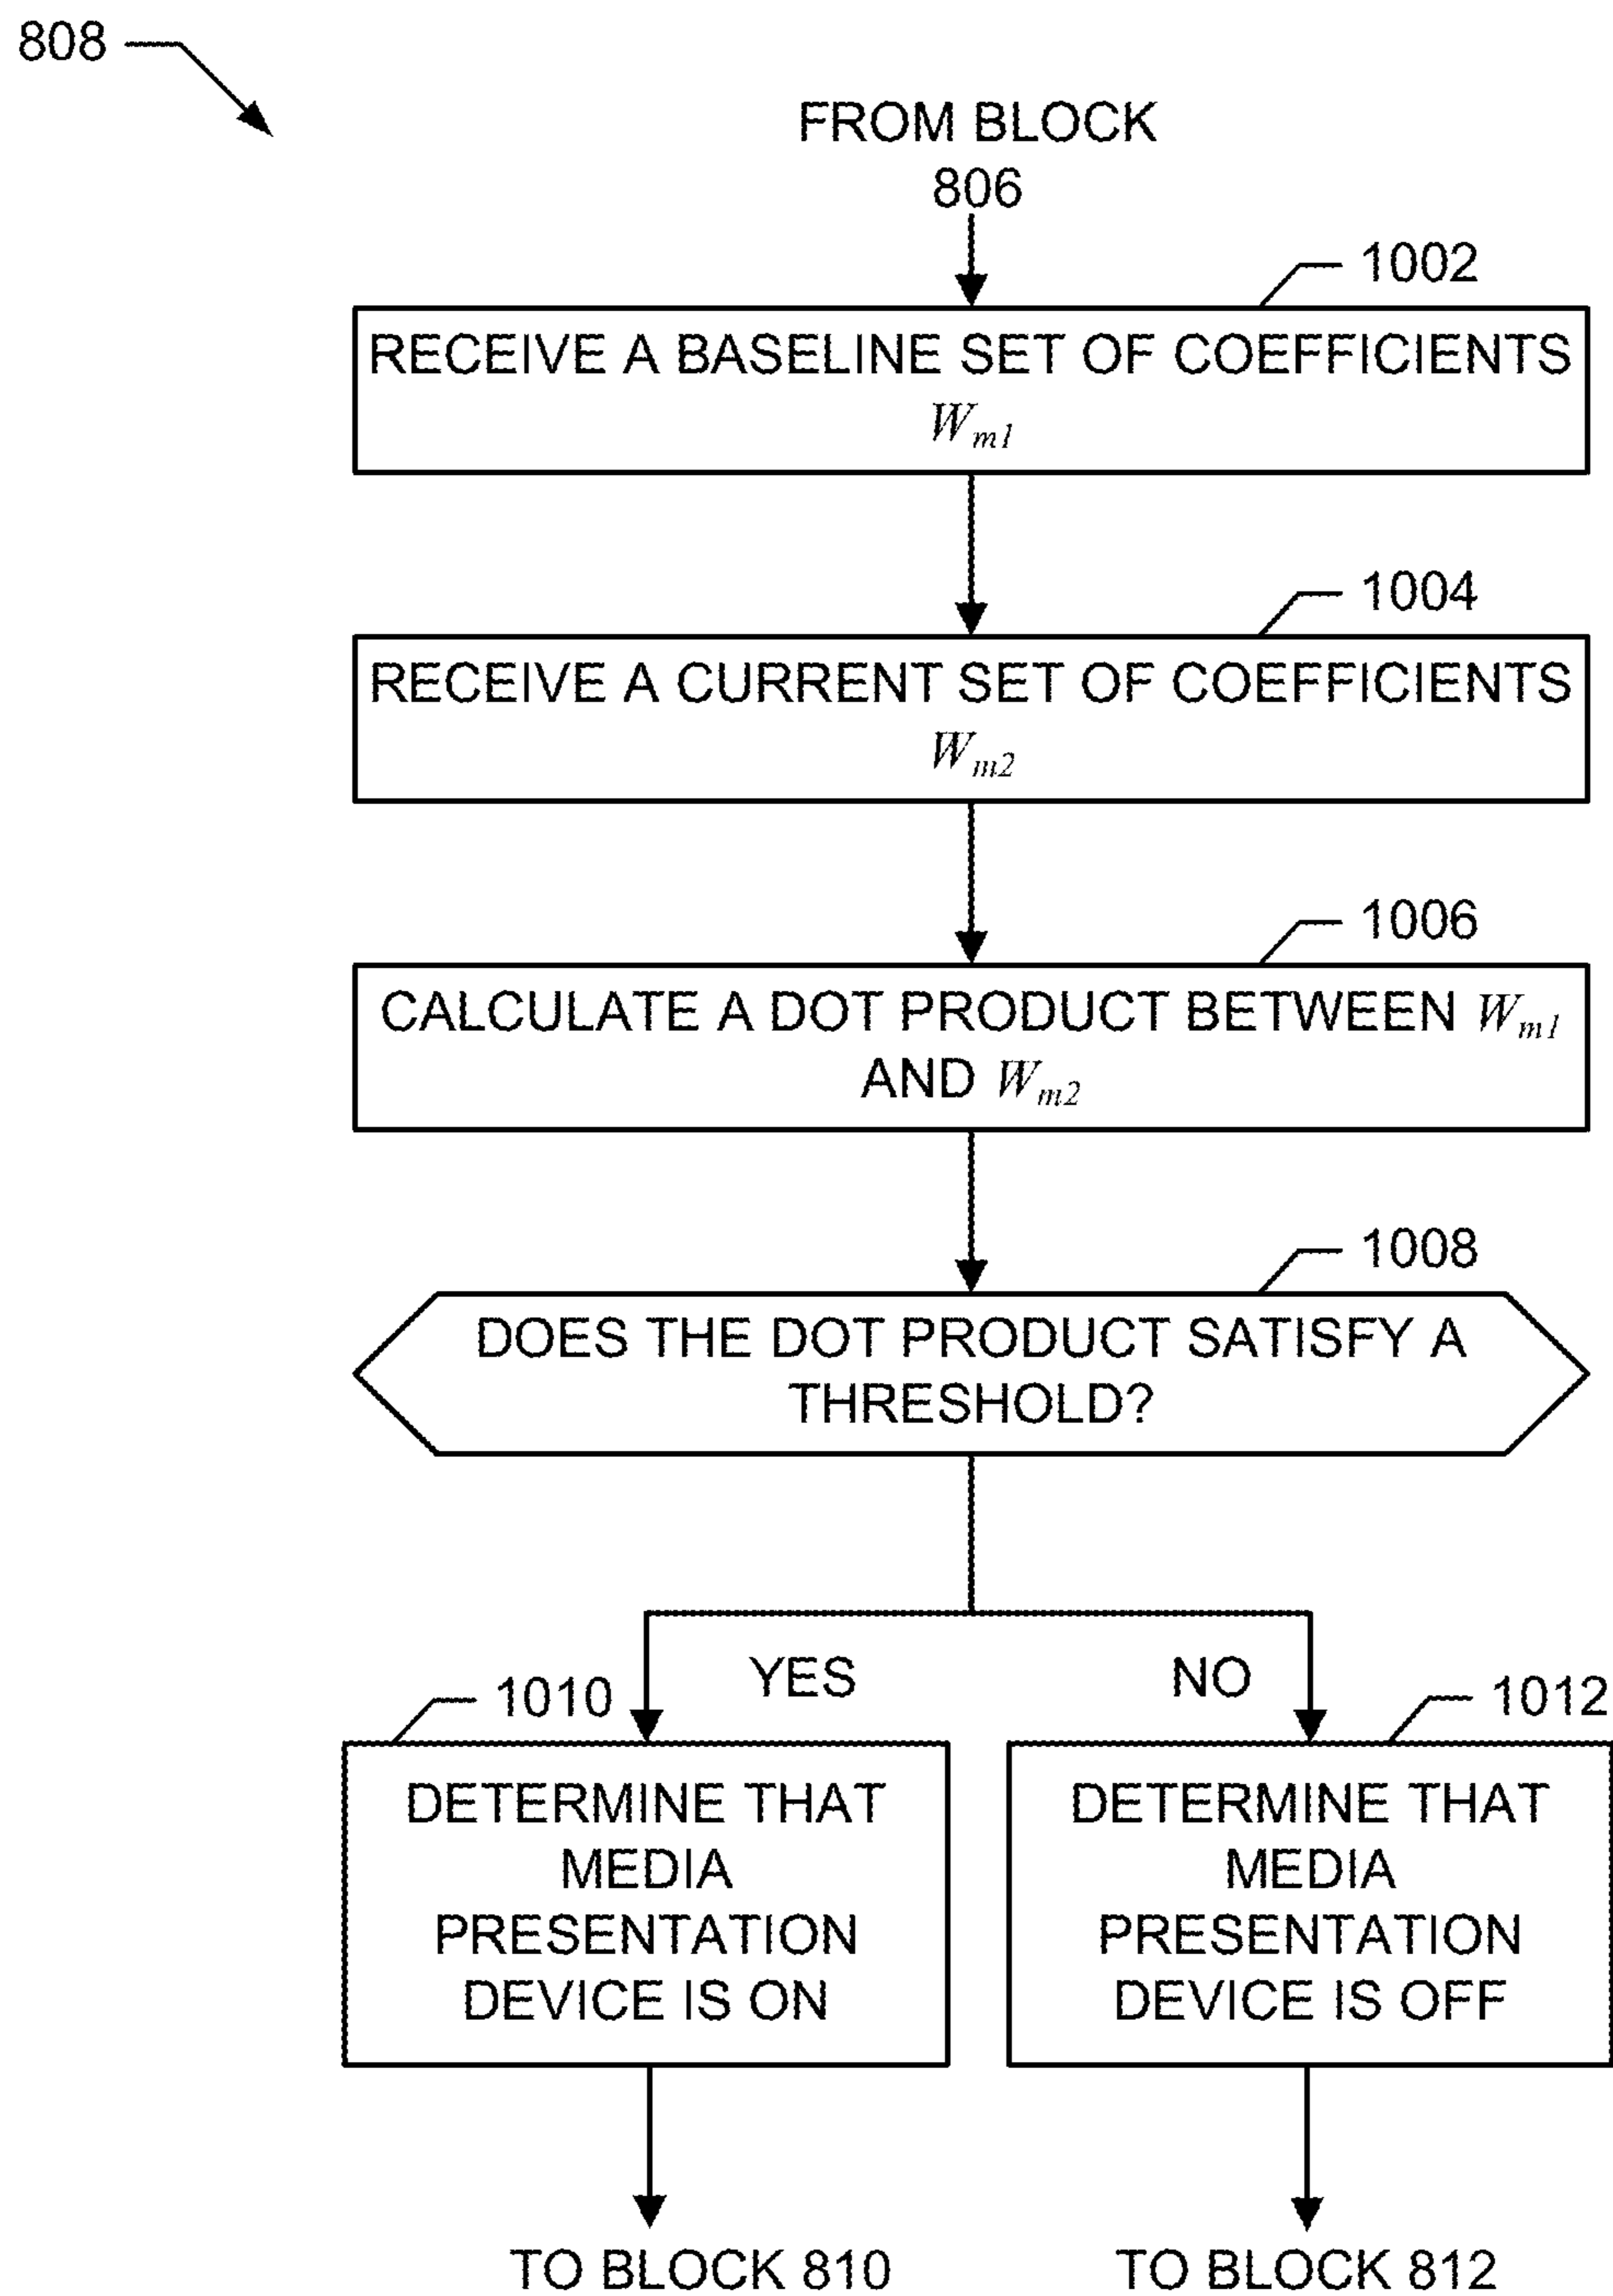 808
FROM BLOCK
806
1002
RECEIVE A BASELINE SET OF COEFFICIENTS
Wm1
1004
RECEIVE A CURRENT SET OF COEFFICIENTS
Wm2
1006
CALCULATE A DOT PRODUCT BETWEEN Wm1
AND Wm2
1008
DOES THE DOT PRODUCT SATISFY A
THRESHOLD?
YES
NO
1010
DETERMINE THAT
MEDIA
PRESENTATION
DEVICE IS ON
1012
DETERMINE THAT
MEDIA
PRESENTATION
DEVICE IS OFF
TO BLOCK 810
TO BLOCK 812